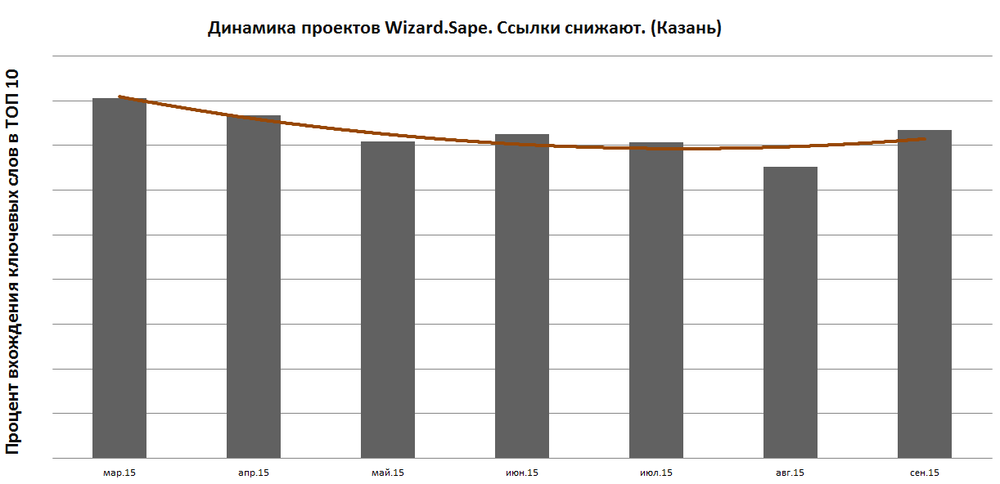 Динамика проектов Wizard.Sape. Ссылки снижают. (Казань)
Процент вхождения ключевых слов в ТОП 10
мар.15
апр.15
май.15
июн.15
июл.15
авг.15
сен.15